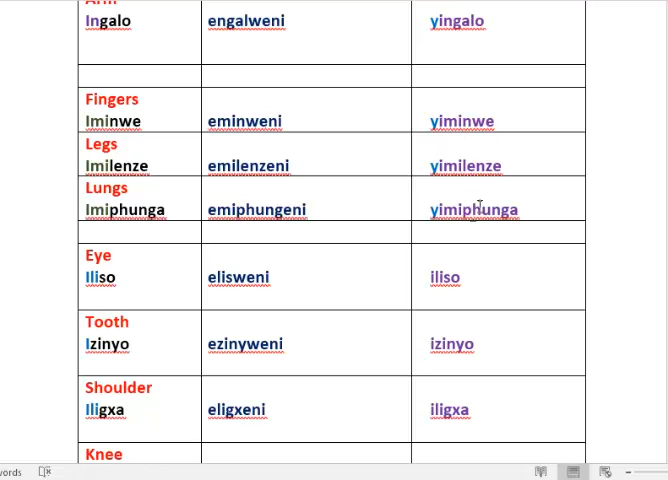 Arm
Ingalo engalweni yingalo
Fingers
Iminwe eminweni yiminwe
Legs
Imilenze emilenzeni yimilenze
Lungs
Imiphunga emiphungeni yimiphunga
Eye
Iliso elisweni iliso
Tooth
Izinyo ezinyweni izinyo
Shoulder
Iligxa eligxeni iligxa
Knee
words